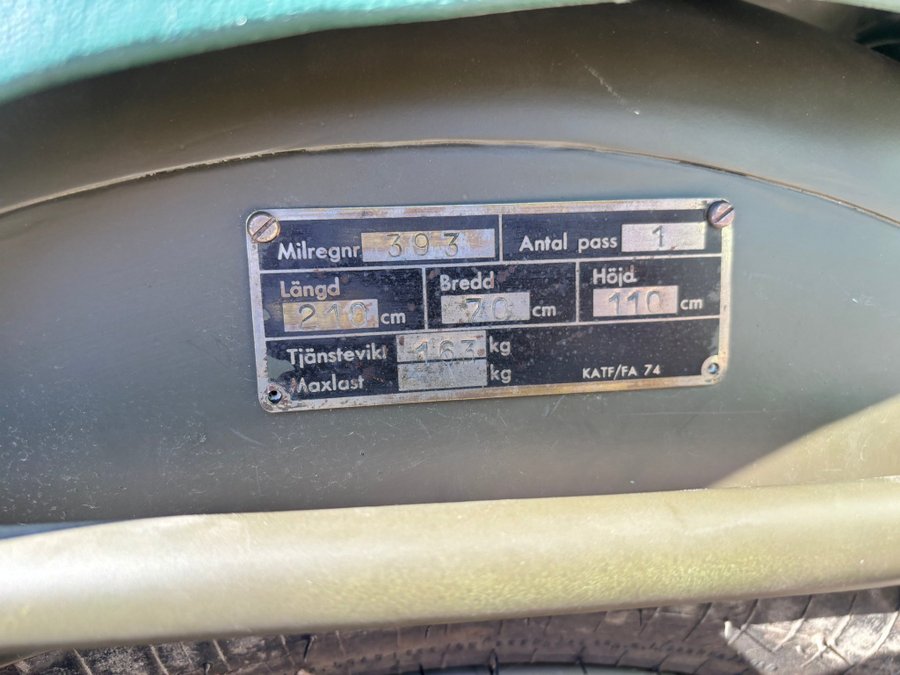 Milregnr 393 Antal pass 1
Längd Bredd Höjd
210 cm 70 cm 110 cm
Tjänstevikt 163 kg
Maxlast kg
KATF/FA 74